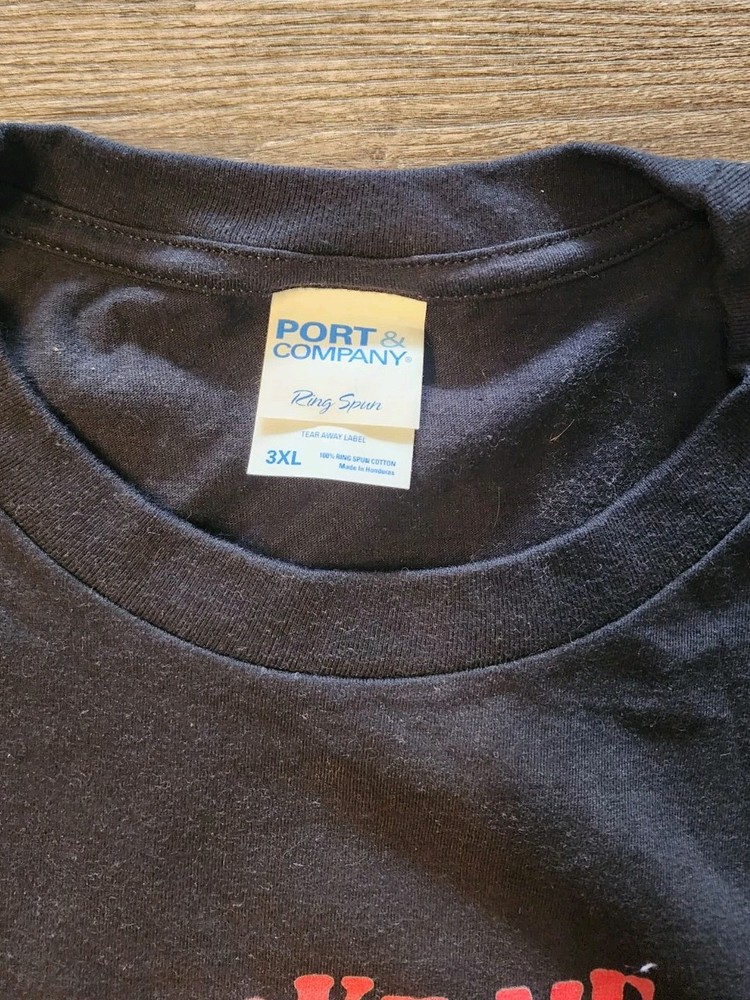 PORT &
COMPANY®
Ring Spun
TEAR AWAY LABEL
3XL
100% RING SPUN COTTON
Made in Honduras